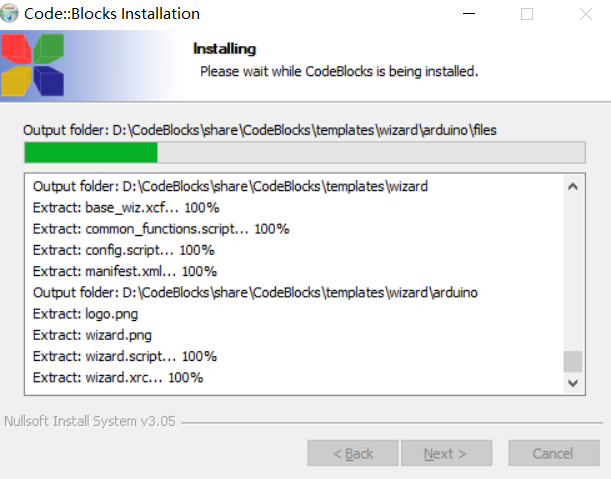 Code::Blocks Installation
Installing
Please wait while CodeBlocks is being installed.
Output folder: D:\CodeBlocks\share\CodeBlocks\templates\wizard\arduino\files
Output folder: D:\CodeBlocks\share\CodeBlocks\templates\wizard
Extract: base_wiz.xcf... 100%
Extract: common_functions.script... 100%
Extract: config.script... 100%
Extract: manifest.xml... 100%
Output folder: D:\CodeBlocks\share\CodeBlocks\templates\wizard\arduino
Extract: logo.png
Extract: wizard.png
Extract: wizard.script... 100%
Extract: wizard.xrc... 100%
Nullsoft Install System v3.05
< Back Next > Cancel